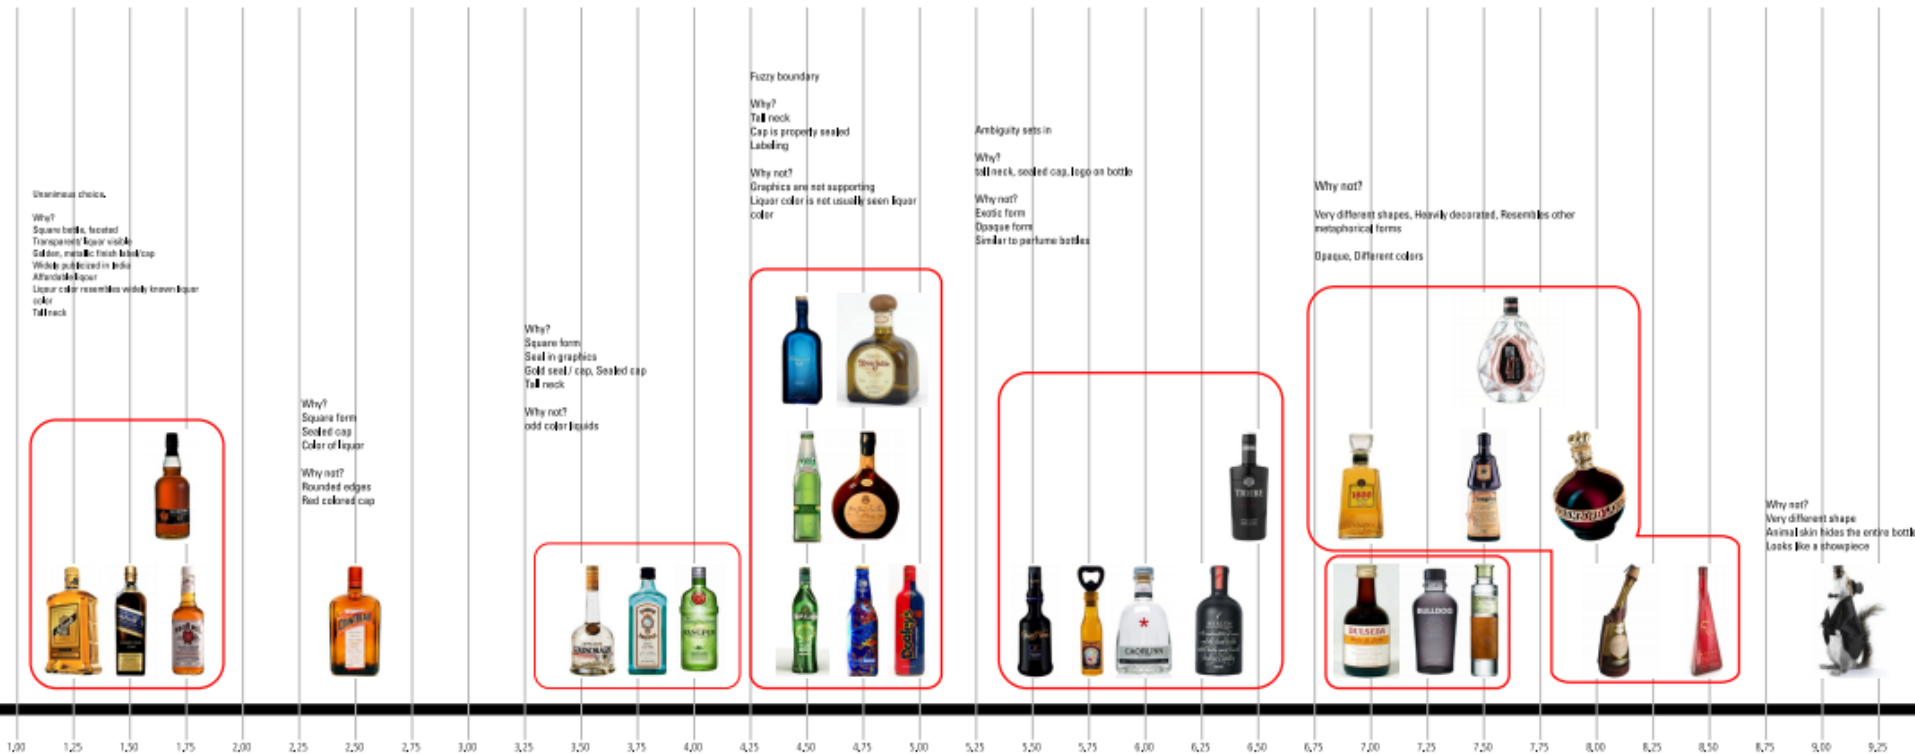 Unanimous choice.
Why?
Square bottle, faceted
Transparent/ liquor visible
Golden, metallic finish label/cap
Widely publicized in India
Affordable liqour
Liqour color resembles widely known liquor
color
Tall neck
Why?
Square form
Sealed cap
Color of liquor
Why not?
Rounded edges
Red colored cap
Why?
Square form
Seal in graphics
Gold seal / cap, Sealed cap
Tall neck
Why not?
odd color liquids
Fuzzy boundary
Why?
Tall neck
Cap is properly sealed
Labeling
Why not?
Graphics are not supporting
Liquor color is not usually seen liquor
color
Ambiguity sets in
Why?
tall neck, sealed cap, logo on bottle
Why not?
Exotic form
Opaque form
Similar to perfume bottles
Why not?
Very different shapes, Heavily decorated, Resembles other
metaphorical forms
Opaque, Different colors
Why not?
Very different shape
Animal skin hides the entire bottle
Looks like a showpiece
COINTREAU
TRIBE
CAORUNN
1800
DULSEDA
BULLDOG
1,00 1,25 1,50 1,75 2,00 2,25 2,50 2,75 3,00 3,25 3,50 3,75 4,00 4,25 4,50 4,75 5,00 5,25 5,50 5,75 6,00 6,25 6,50 6,75 7,00 7,25 7,50 7,75 8,00 8,25 8,50 8,75 9,00 9,25